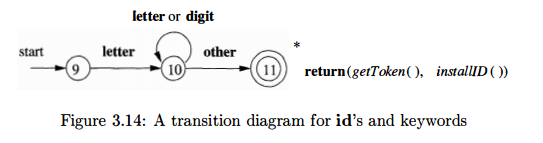 letter or digit
start letter other *
9 10 11 return(getToken( ), installID ( ))
Figure 3.14: A transition diagram for id's and keywords